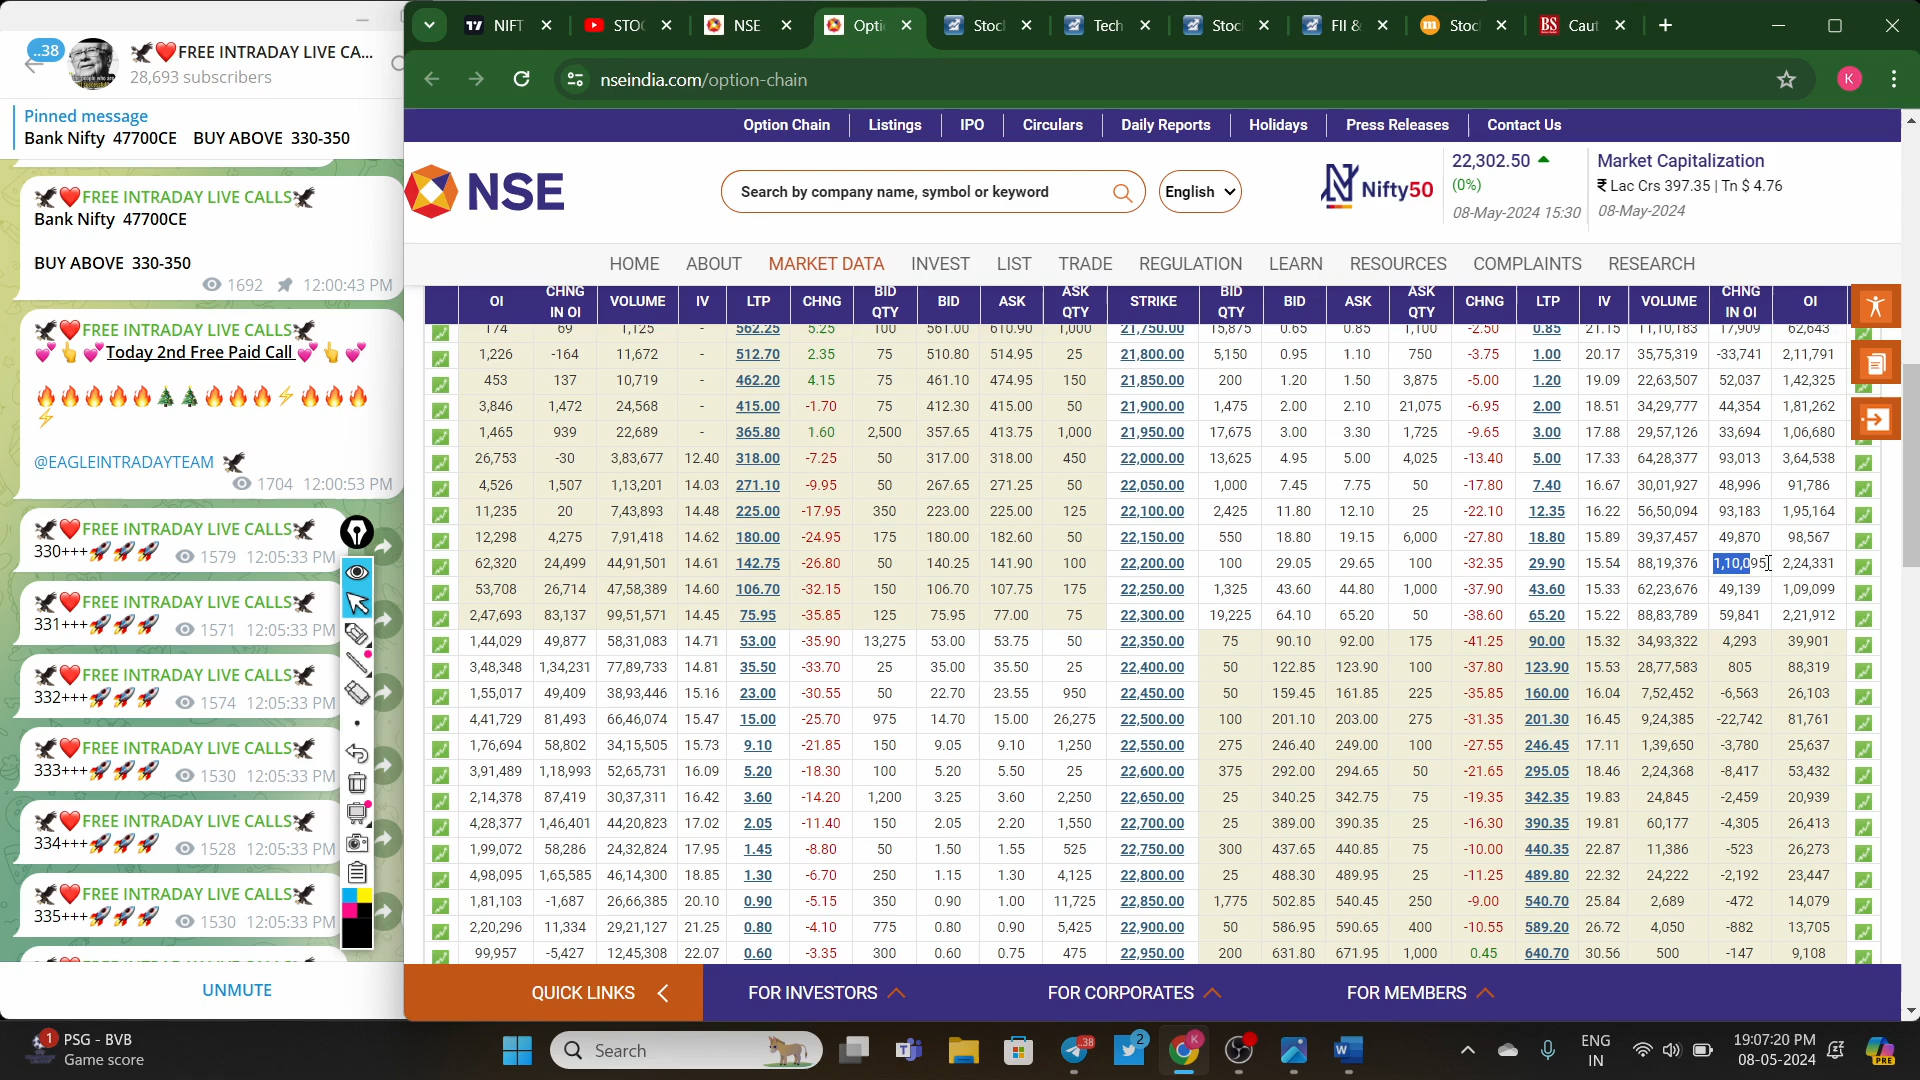 ..38
FREE INTRADAY LIVE CA...
28,693 subscribers
Pinned message
Bank Nifty 47700CE BUY ABOVE 330-350
FREE INTRADAY LIVE CALLS
Bank Nifty 47700CE
BUY ABOVE 330-350
1692 12:00:43 PM
FREE INTRADAY LIVE CALLS
Today 2nd Free Paid Call
@EAGLEINTRADAYTEAM
1704 12:00:53 PM
FREE INTRADAY LIVE CALLS
330+++ 1579 12:05:33 PM
FREE INTRADAY LIVE CALLS
331+++ 1571 12:05:33 PM
FREE INTRADAY LIVE CALLS
332+++ 1574 12:05:33 PM
FREE INTRADAY LIVE CALLS
333+++ 1530 12:05:33 PM
FREE INTRADAY LIVE CALLS
334+++ 1528 12:05:33 PM
FREE INTRADAY LIVE CALLS
335+++ 1530 12:05:33 PM
UNMUTE
NIFT STO NSE Opti Stoc Tech Stoc FII & Stoc BS Caut
nseindia.com/option-chain K
Option Chain Listings IPO Circulars Daily Reports Holidays Press Releases Contact Us
NSE
Search by company name, symbol or keyword
English
Nifty50
22,302.50
(0%)
08-May-2024 15:30
Market Capitalization
₹ Lac Crs 397.35 | Tn $ 4.76
08-May-2024
HOME ABOUT MARKET DATA INVEST LIST TRADE REGULATION LEARN RESOURCES COMPLAINTS RESEARCH
OI CHNG IN OI VOLUME IV LTP CHNG BID QTY BID ASK ASK QTY STRIKE BID QTY BID ASK ASK QTY CHNG LTP IV VOLUME CHNG IN OI OI
174 69 1,125 - 562.25 5.25 100 561.00 610.90 1,000 21,750.00 15,875 0.65 0.85 1,100 -2.50 0.85 21.15 11,10,183 17,909 62,643
1,226 -164 11,672 - 512.70 2.35 75 510.80 514.95 25 21,800.00 5,150 0.95 1.10 750 -3.75 1.00 20.17 35,75,319 -33,741 2,11,791
453 137 10,719 - 462.20 4.15 75 461.10 474.95 150 21,850.00 200 1.20 1.50 3,875 -5.00 1.20 19.09 22,63,507 52,037 1,42,325
3,846 1,472 24,568 - 415.00 -1.70 75 412.30 415.00 50 21,900.00 1,475 2.00 2.10 21,075 -6.95 2.00 18.51 34,29,777 44,354 1,81,262
1,465 939 22,689 - 365.80 1.60 2,500 357.65 413.75 1,000 21,950.00 17,675 3.00 3.30 1,725 -9.65 3.00 17.88 29,57,126 33,694 1,06,680
26,753 -30 3,83,677 12.40 318.00 -7.25 50 317.00 318.00 450 22,000.00 13,625 4.95 5.00 4,025 -13.40 5.00 17.33 64,28,377 93,013 3,64,538
4,526 1,507 1,13,201 14.03 271.10 -9.95 50 267.65 271.25 50 22,050.00 1,000 7.45 7.75 50 -17.80 7.40 16.67 30,01,927 48,996 91,786
11,235 20 7,43,893 14.48 225.00 -17.95 350 223.00 225.00 125 22,100.00 2,425 11.80 12.10 25 -22.10 12.35 16.22 56,50,094 93,183 1,95,164
12,298 4,275 7,91,418 14.62 180.00 -24.95 175 180.00 182.60 50 22,150.00 550 18.80 19.15 6,000 -27.80 18.80 15.89 39,37,457 49,870 98,567
62,320 24,499 44,91,501 14.61 142.75 -26.80 50 140.25 141.90 100 22,200.00 100 29.05 29.65 100 -32.35 29.90 15.54 88,19,376 1,10,095 2,24,331
53,708 26,714 47,58,389 14.60 106.70 -32.15 150 106.70 107.75 175 22,250.00 1,325 43.60 44.80 1,000 -37.90 43.60 15.33 62,23,676 49,139 1,09,099
2,47,693 83,137 99,51,571 14.45 75.95 -35.85 125 75.95 77.00 75 22,300.00 19,225 64.10 65.20 50 -38.60 65.20 15.22 88,83,789 59,841 2,21,912
1,44,029 49,877 58,31,083 14.71 53.00 -35.90 13,275 53.00 53.75 50 22,350.00 75 90.10 92.00 175 -41.25 90.00 15.32 34,93,322 4,293 39,901
3,48,348 1,34,231 77,89,733 14.81 35.50 -33.70 25 35.00 35.50 25 22,400.00 50 122.85 123.90 100 -37.80 123.90 15.53 28,77,583 805 88,319
1,55,017 49,409 38,93,446 15.16 23.00 -30.55 50 22.70 23.55 950 22,450.00 50 159.45 161.85 225 -35.85 160.00 16.04 7,52,452 -6,563 26,103
4,41,729 81,493 66,46,074 15.47 15.00 -25.70 975 14.70 15.00 26,275 22,500.00 100 201.10 203.00 275 -31.35 201.30 16.45 9,24,385 -22,742 81,761
1,76,694 58,802 34,15,505 15.73 9.10 -21.85 150 9.05 9.10 1,250 22,550.00 275 246.40 249.00 100 -27.55 246.45 17.11 1,39,650 -3,780 25,637
3,91,489 1,18,993 52,65,731 16.09 5.20 -18.30 100 5.20 5.50 25 22,600.00 375 292.00 294.65 50 -21.65 295.05 18.46 2,24,368 -8,417 53,432
2,14,378 87,419 30,37,311 16.42 3.60 -14.20 1,200 3.25 3.60 2,250 22,650.00 25 340.25 342.75 75 -19.35 342.35 19.83 24,845 -2,459 20,939
4,28,377 1,46,401 44,20,823 17.02 2.05 -11.40 150 2.05 2.20 1,550 22,700.00 25 389.00 390.35 25 -16.30 390.35 19.81 60,177 -4,305 26,413
1,99,072 58,286 24,32,824 17.95 1.45 -8.80 50 1.50 1.55 525 22,750.00 300 437.65 440.85 75 -10.00 440.35 22.87 11,386 -523 26,273
4,98,095 1,65,585 46,14,300 18.85 1.30 -6.70 250 1.15 1.30 4,125 22,800.00 25 488.30 489.95 25 -11.25 489.80 22.32 24,222 -2,192 23,447
1,81,103 -1,687 26,66,385 20.10 0.90 -5.15 350 0.90 1.00 11,725 22,850.00 1,775 502.85 540.45 250 -9.00 540.70 25.84 2,689 -472 14,079
2,20,296 11,334 29,21,127 21.25 0.80 -4.10 775 0.80 0.90 5,425 22,900.00 50 586.95 590.65 400 -10.55 589.20 26.72 4,050 -882 13,705
99,957 -5,427 12,45,308 22.07 0.60 -3.35 300 0.60 0.75 475 22,950.00 200 631.80 671.95 1,000 0.45 640.70 30.56 500 -147 9,108
QUICK LINKS FOR INVESTORS FOR CORPORATES FOR MEMBERS
1 PSG - BVB
Game score
Search
.38
2
ENG
IN
19:07:20 PM
08-05-2024
PRE